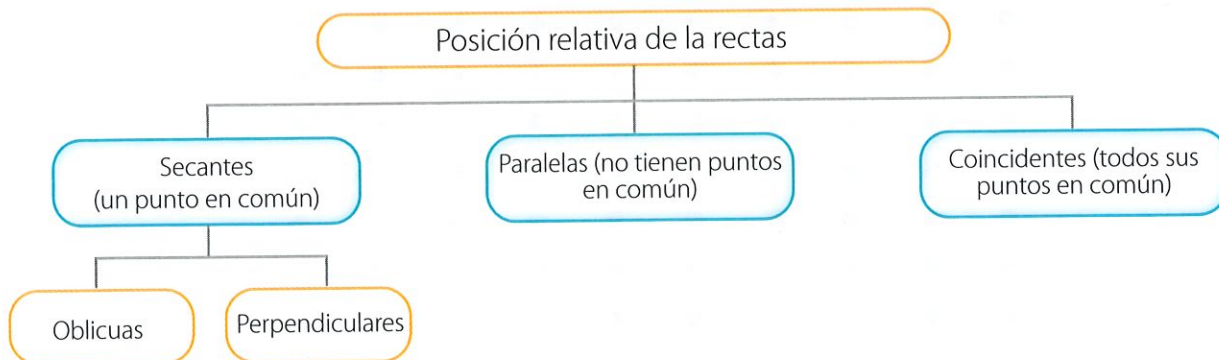 Posición relativa de la rectas
Secantes
(un punto en común)
Paralelas (no tienen puntos
en común)
Coincidentes (todos sus
puntos en común)
Oblicuas
Perpendiculares